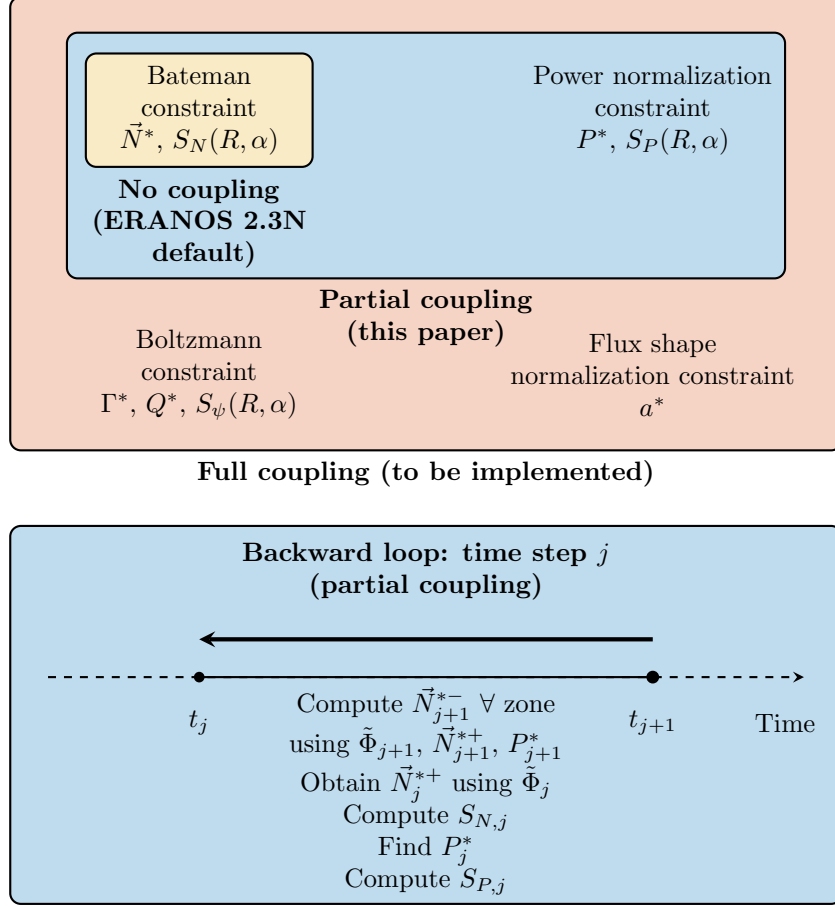 Bateman
constraint
$\vec{N}^*$, $S_N(R, \alpha)$
Power normalization
constraint
$P^*$, $S_P(R, \alpha)$
No coupling
(ERANOS 2.3N
default)
Partial coupling
(this paper)
Boltzmann
constraint
$\Gamma^*$, $Q^*$, $S_\psi(R, \alpha)$
Flux shape
normalization constraint
$a^*$
Full coupling (to be implemented)
Backward loop: time step $j$
(partial coupling)
$t_j$
$t_{j+1}$
Time
Compute $\vec{N}_{j+1}^{*-}$ ∀ zone
using $\tilde{\Phi}_{j+1}$, $\vec{N}_{j+1}^{*+}$, $P_{j+1}^*$
Obtain $\vec{N}_j^{*+}$ using $\tilde{\Phi}_j$
Compute $S_{N,j}$
Find $P_j^*$
Compute $S_{P,j}$